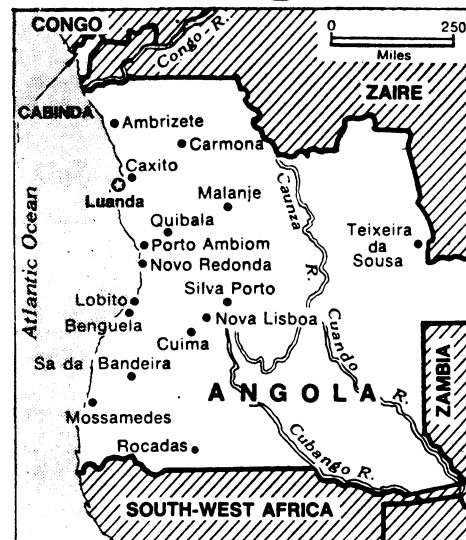 CONGO
0 250
Miles
Congo R.
ZAIRE
CABINDA
Ambrizete
Carmona
Caxito
Luanda
Malanje
Caunza R.
Quibala
Teixeira
da
Sousa
Porto Ambiom
Novo Redonda
Atlantic Ocean
Silva Porto
Lobito
Benguela
Nova Lisboa
Cuima
Cuando R.
Sa da Bandeira
ANGOLA
ZAMBIA
Mossamedes
Cubango R.
Rocadas
SOUTH-WEST AFRICA